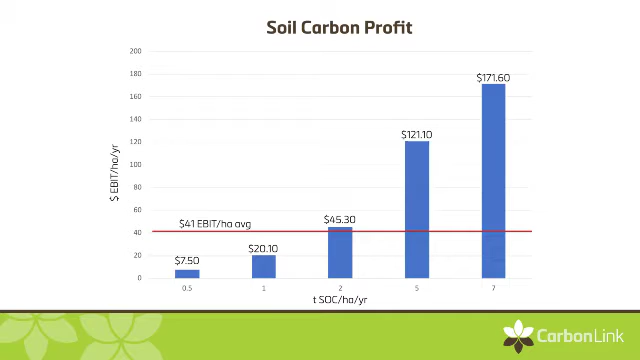 Soil Carbon Profit
200
180
160
140
120
100
80
60
40
20
0
$ EBIT/ha/yr
$41 EBIT/ha avg
$7.50
$20.10
$45.30
$121.10
$171.60
0.5 1 2 5 7
t SOC/ha/yr
CarbonLink